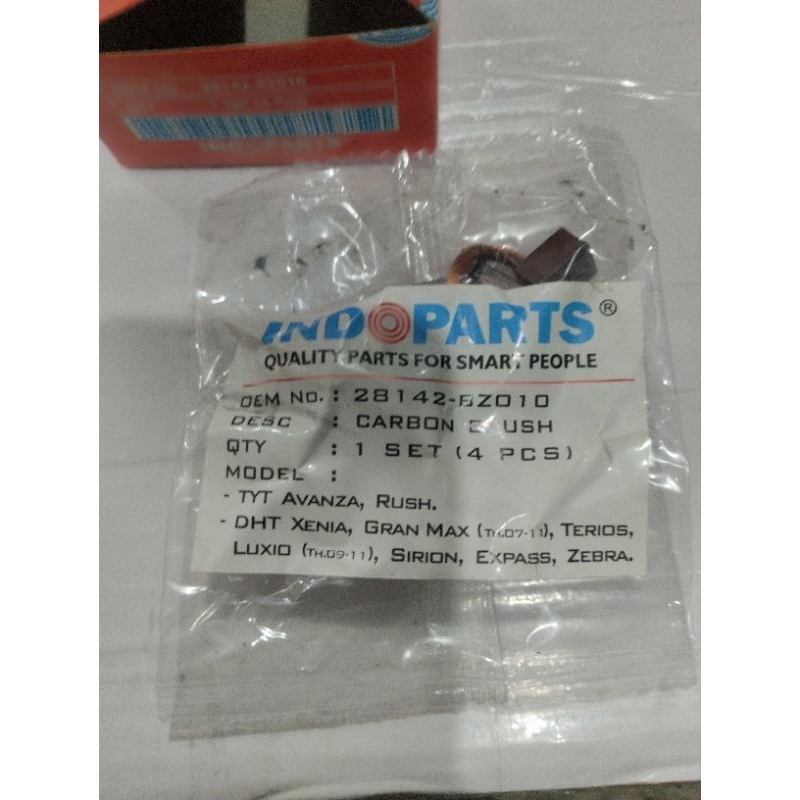 INDOPARTS®
QUALITY PARTS FOR SMART PEOPLE
OEM NO. : 28142-BZ010
DESC : CARBON BRUSH
QTY : 1 SET (4 PCS)
MODEL :
- TYT AVANZA, RUSH.
- DHT XENIA, GRAN MAX (TH.07-11), TERIOS,
LUXIO (TH.09-11), SIRION, EXPASS, ZEBRA.